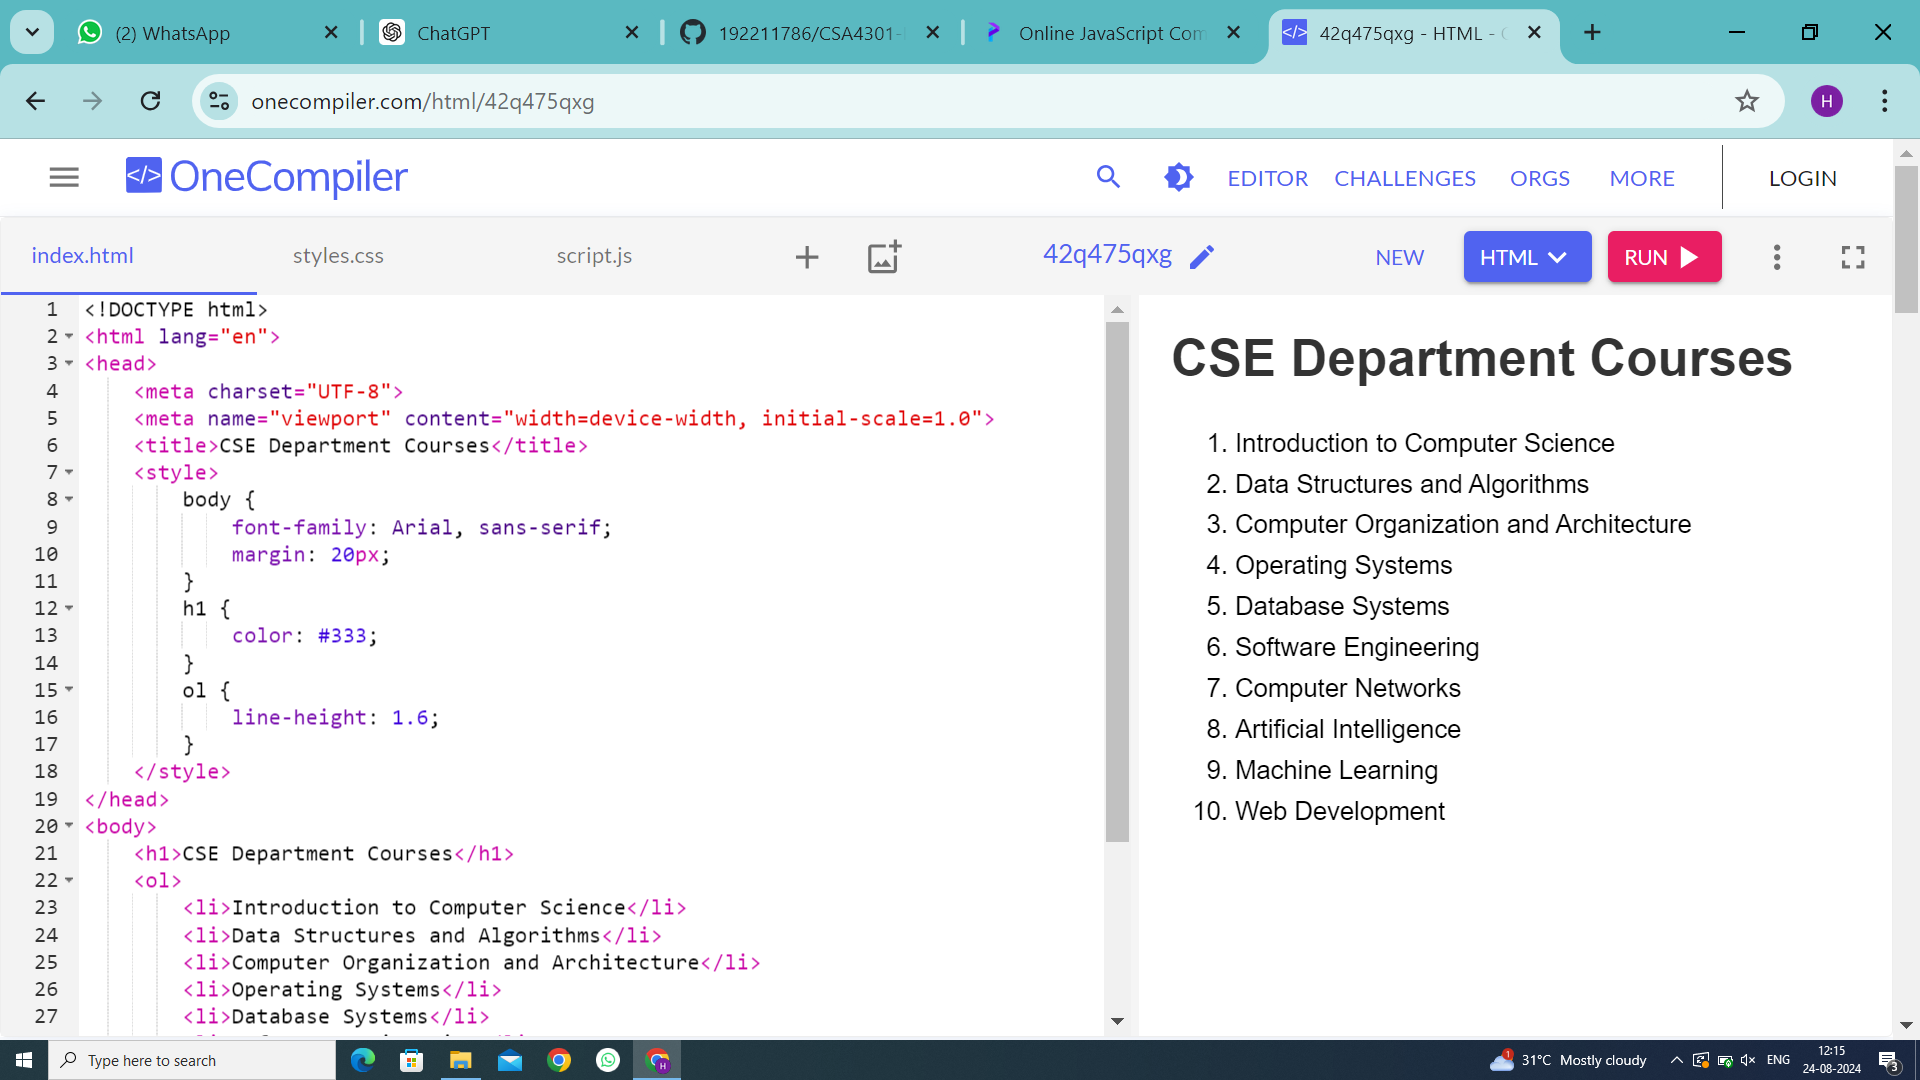 (2) WhatsApp
ChatGPT
192211786/CSA4301-
Online JavaScript Com
42q475qxg - HTML -
onecompiler.com/html/42q475qxg
H
</> OneCompiler
EDITOR CHALLENGES ORGS MORE LOGIN
index.html styles.css script.js
42q475qxg NEW HTML RUN
1 <!DOCTYPE html>
2 <html lang="en">
3 <head>
4 <meta charset="UTF-8">
5 <meta name="viewport" content="width=device-width, initial-scale=1.0">
6 <title>CSE Department Courses</title>
7 <style>
8 body {
9 font-family: Arial, sans-serif;
10 margin: 20px;
11 }
12 h1 {
13 color: #333;
14 }
15 ol {
16 line-height: 1.6;
17 }
18 </style>
19 </head>
20 <body>
21 <h1>CSE Department Courses</h1>
22 <ol>
23 <li>Introduction to Computer Science</li>
24 <li>Data Structures and Algorithms</li>
25 <li>Computer Organization and Architecture</li>
26 <li>Operating Systems</li>
27 <li>Database Systems</li>
CSE Department Courses
1. Introduction to Computer Science
2. Data Structures and Algorithms
3. Computer Organization and Architecture
4. Operating Systems
5. Database Systems
6. Software Engineering
7. Computer Networks
8. Artificial Intelligence
9. Machine Learning
10. Web Development
Type here to search
H
1
31°C Mostly cloudy
ENG
12:15
24-08-2024
3